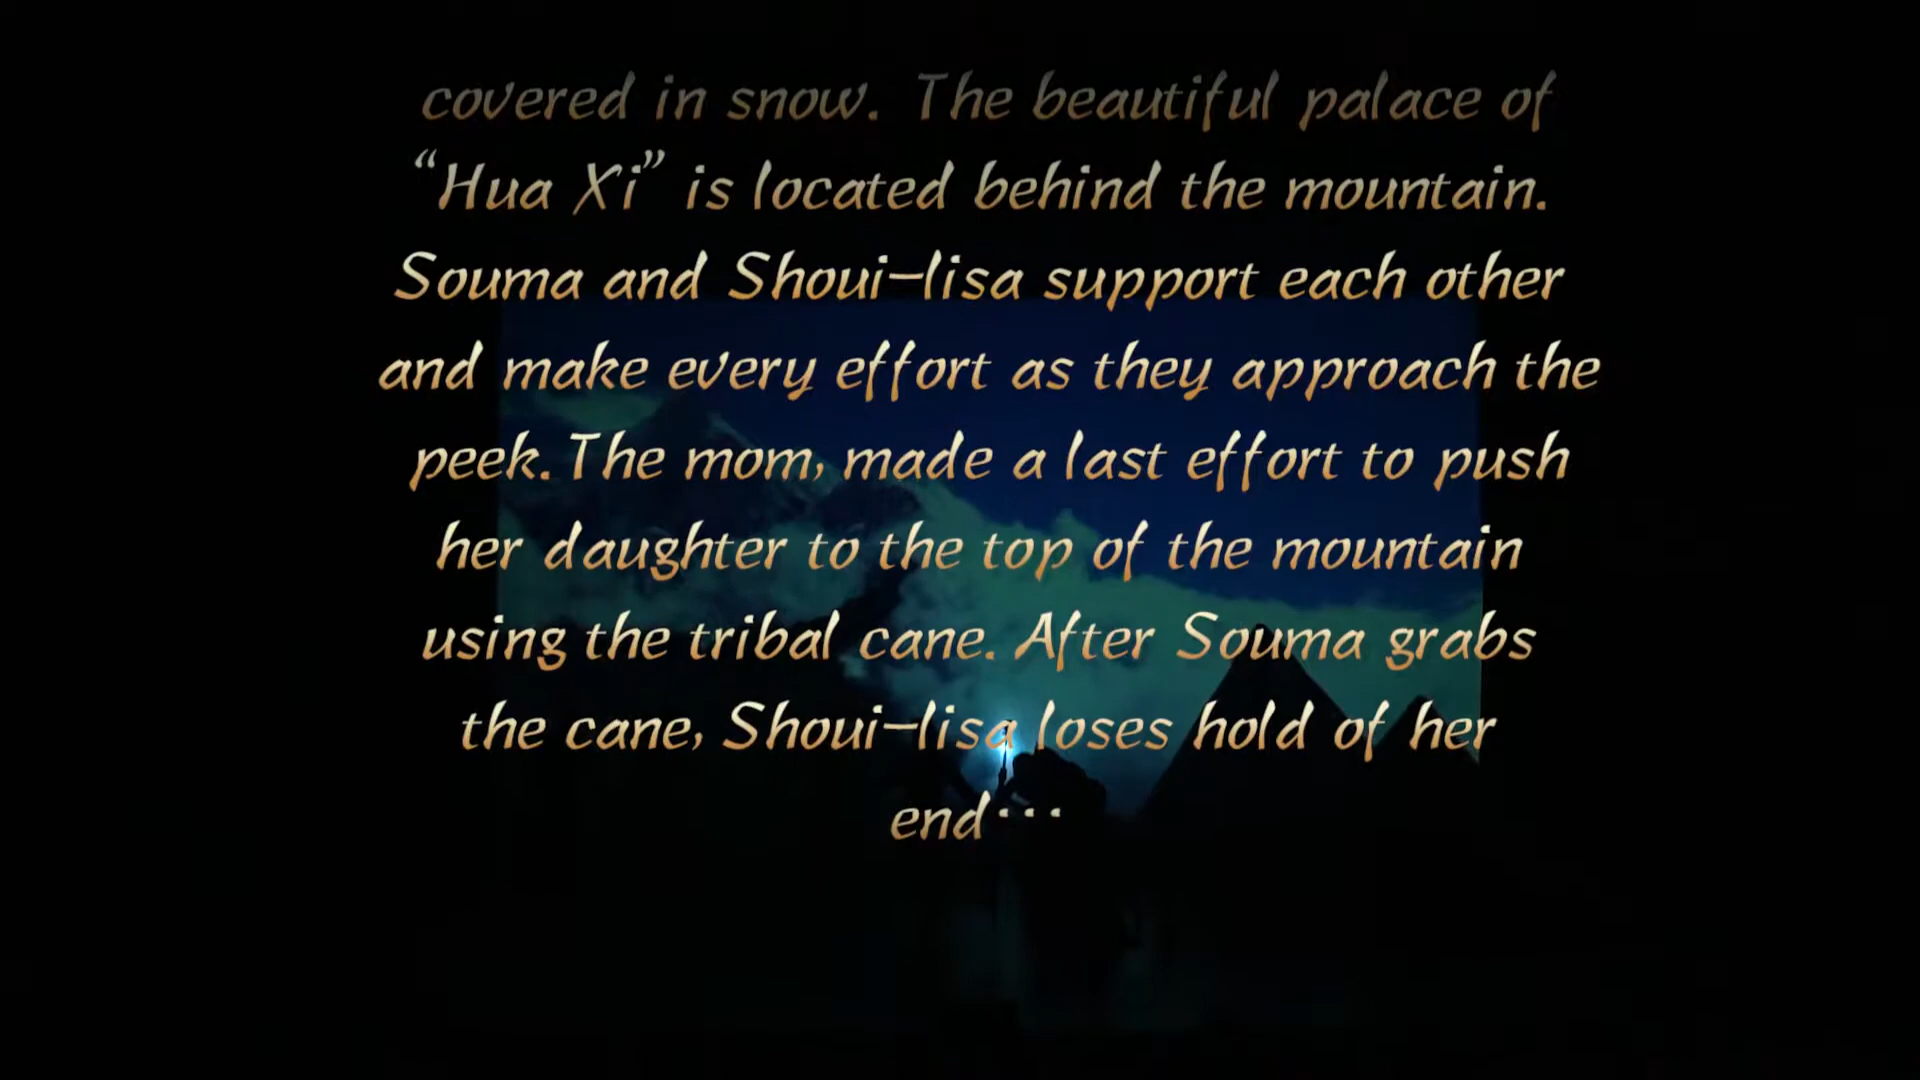 covered in snow. The beautiful palace of
“Hua Xi” is located behind the mountain.
Souma and Shoui-lisa support each other
and make every effort as they approach the
peek. The mom, made a last effort to push
her daughter to the top of the mountain
using the tribal cane. After Souma grabs
the cane, Shoui-lisa loses hold of her
end···